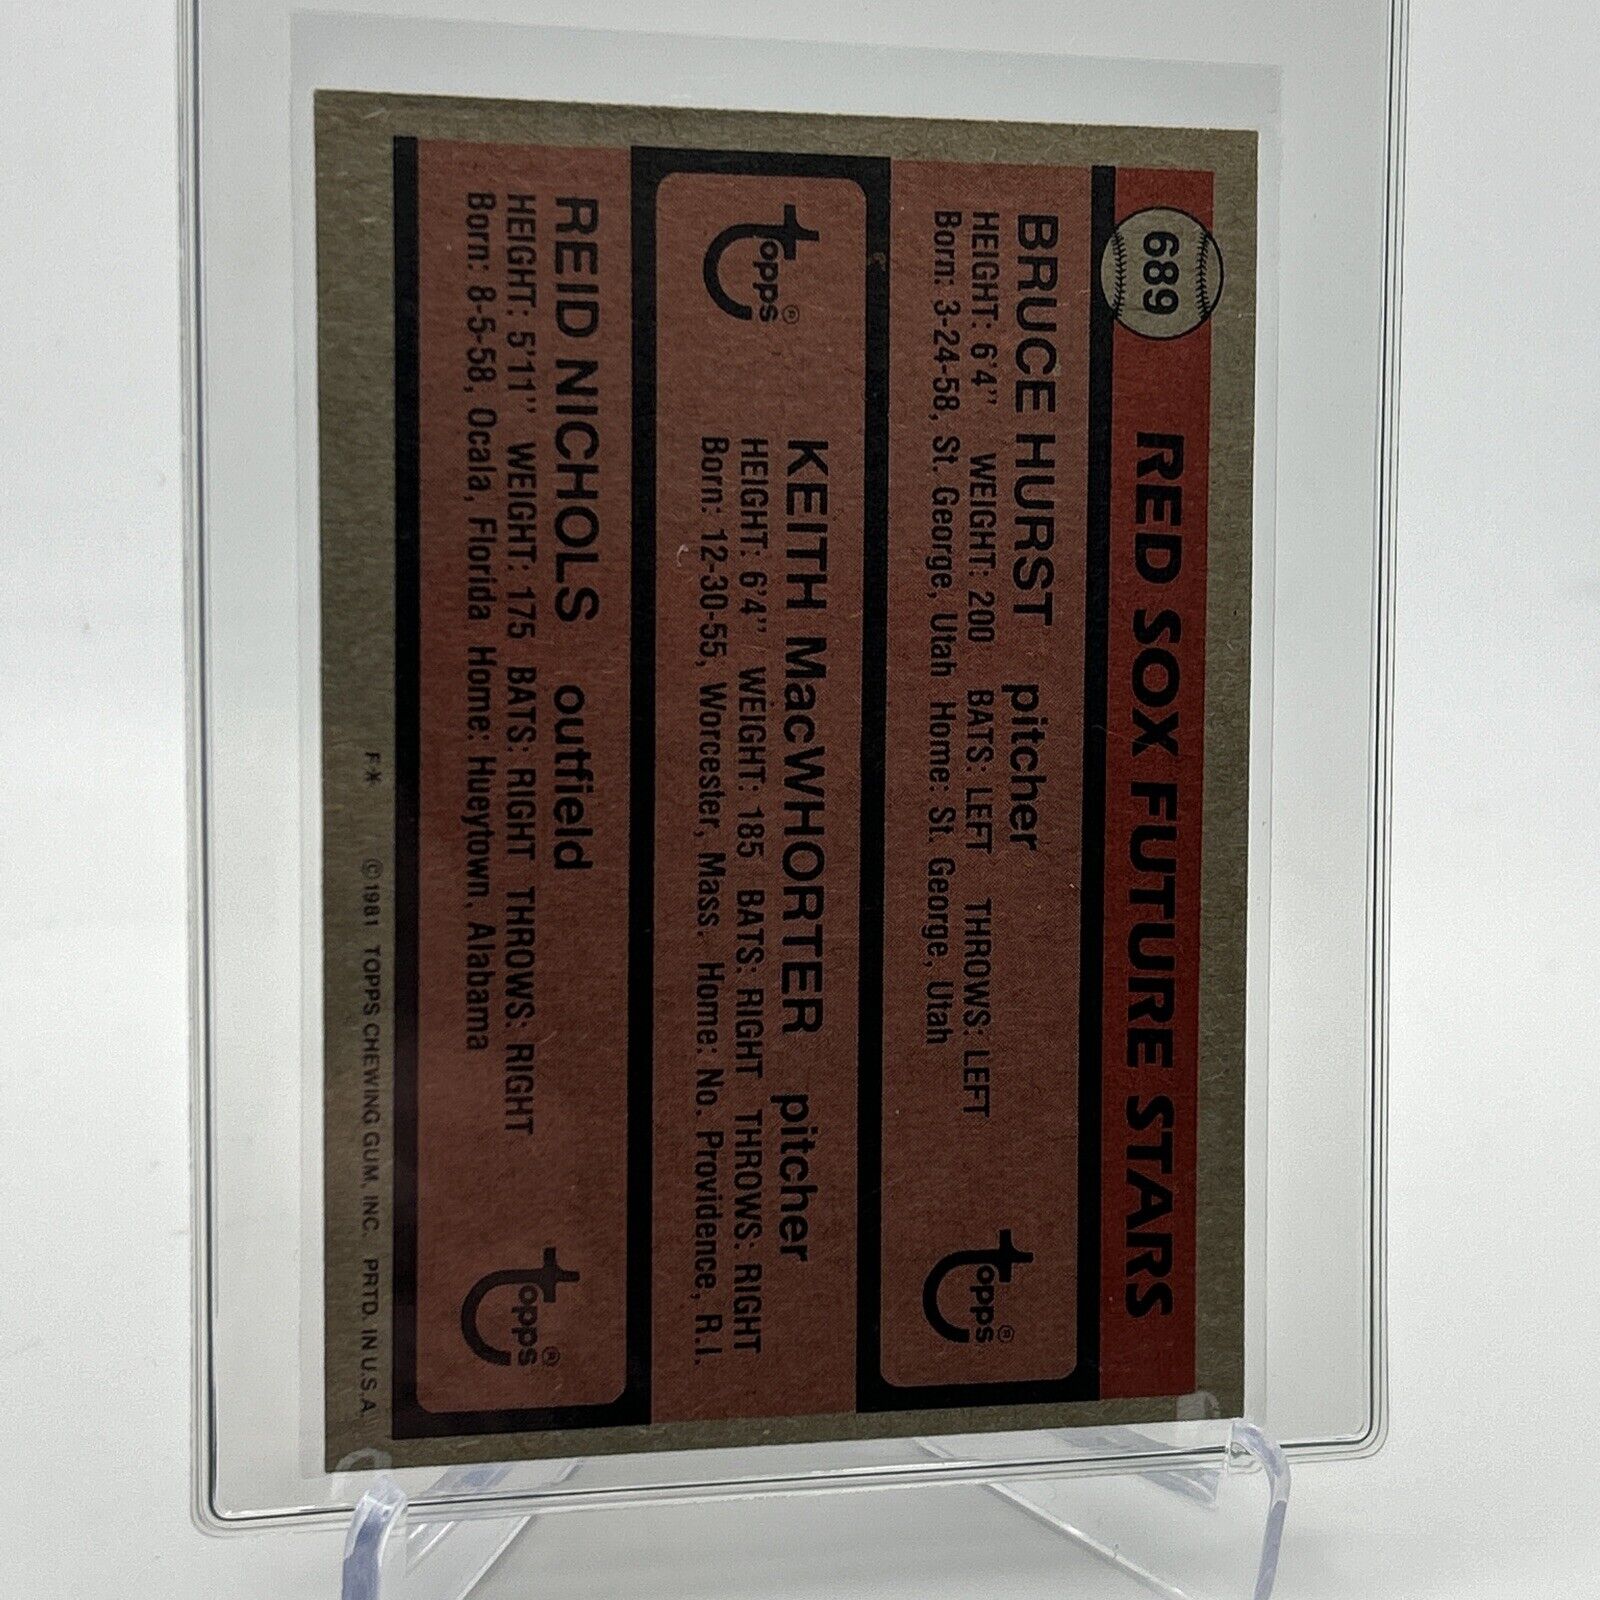 689 RED SOX FUTURE STARS
BRUCE HURST pitcher
HEIGHT: 6'4" WEIGHT: 200 BATS: LEFT THROWS: LEFT
Born: 3-24-58, St. George, Utah Home: St. George, Utah
topps®
topps®
KEITH MacWHORTER pitcher
HEIGHT: 6'4" WEIGHT: 185 BATS: RIGHT THROWS: RIGHT
Born: 12-30-55, Worcester, Mass. Home: No. Providence, R.I.
REID NICHOLS outfield
HEIGHT: 5'11" WEIGHT: 175 BATS: RIGHT THROWS: RIGHT
Born: 8-5-58, Ocala, Florida Home: Hueytown, Alabama
topps®
F* ©1981 TOPPS CHEWING GUM, INC. PRTD. IN U.S.A.